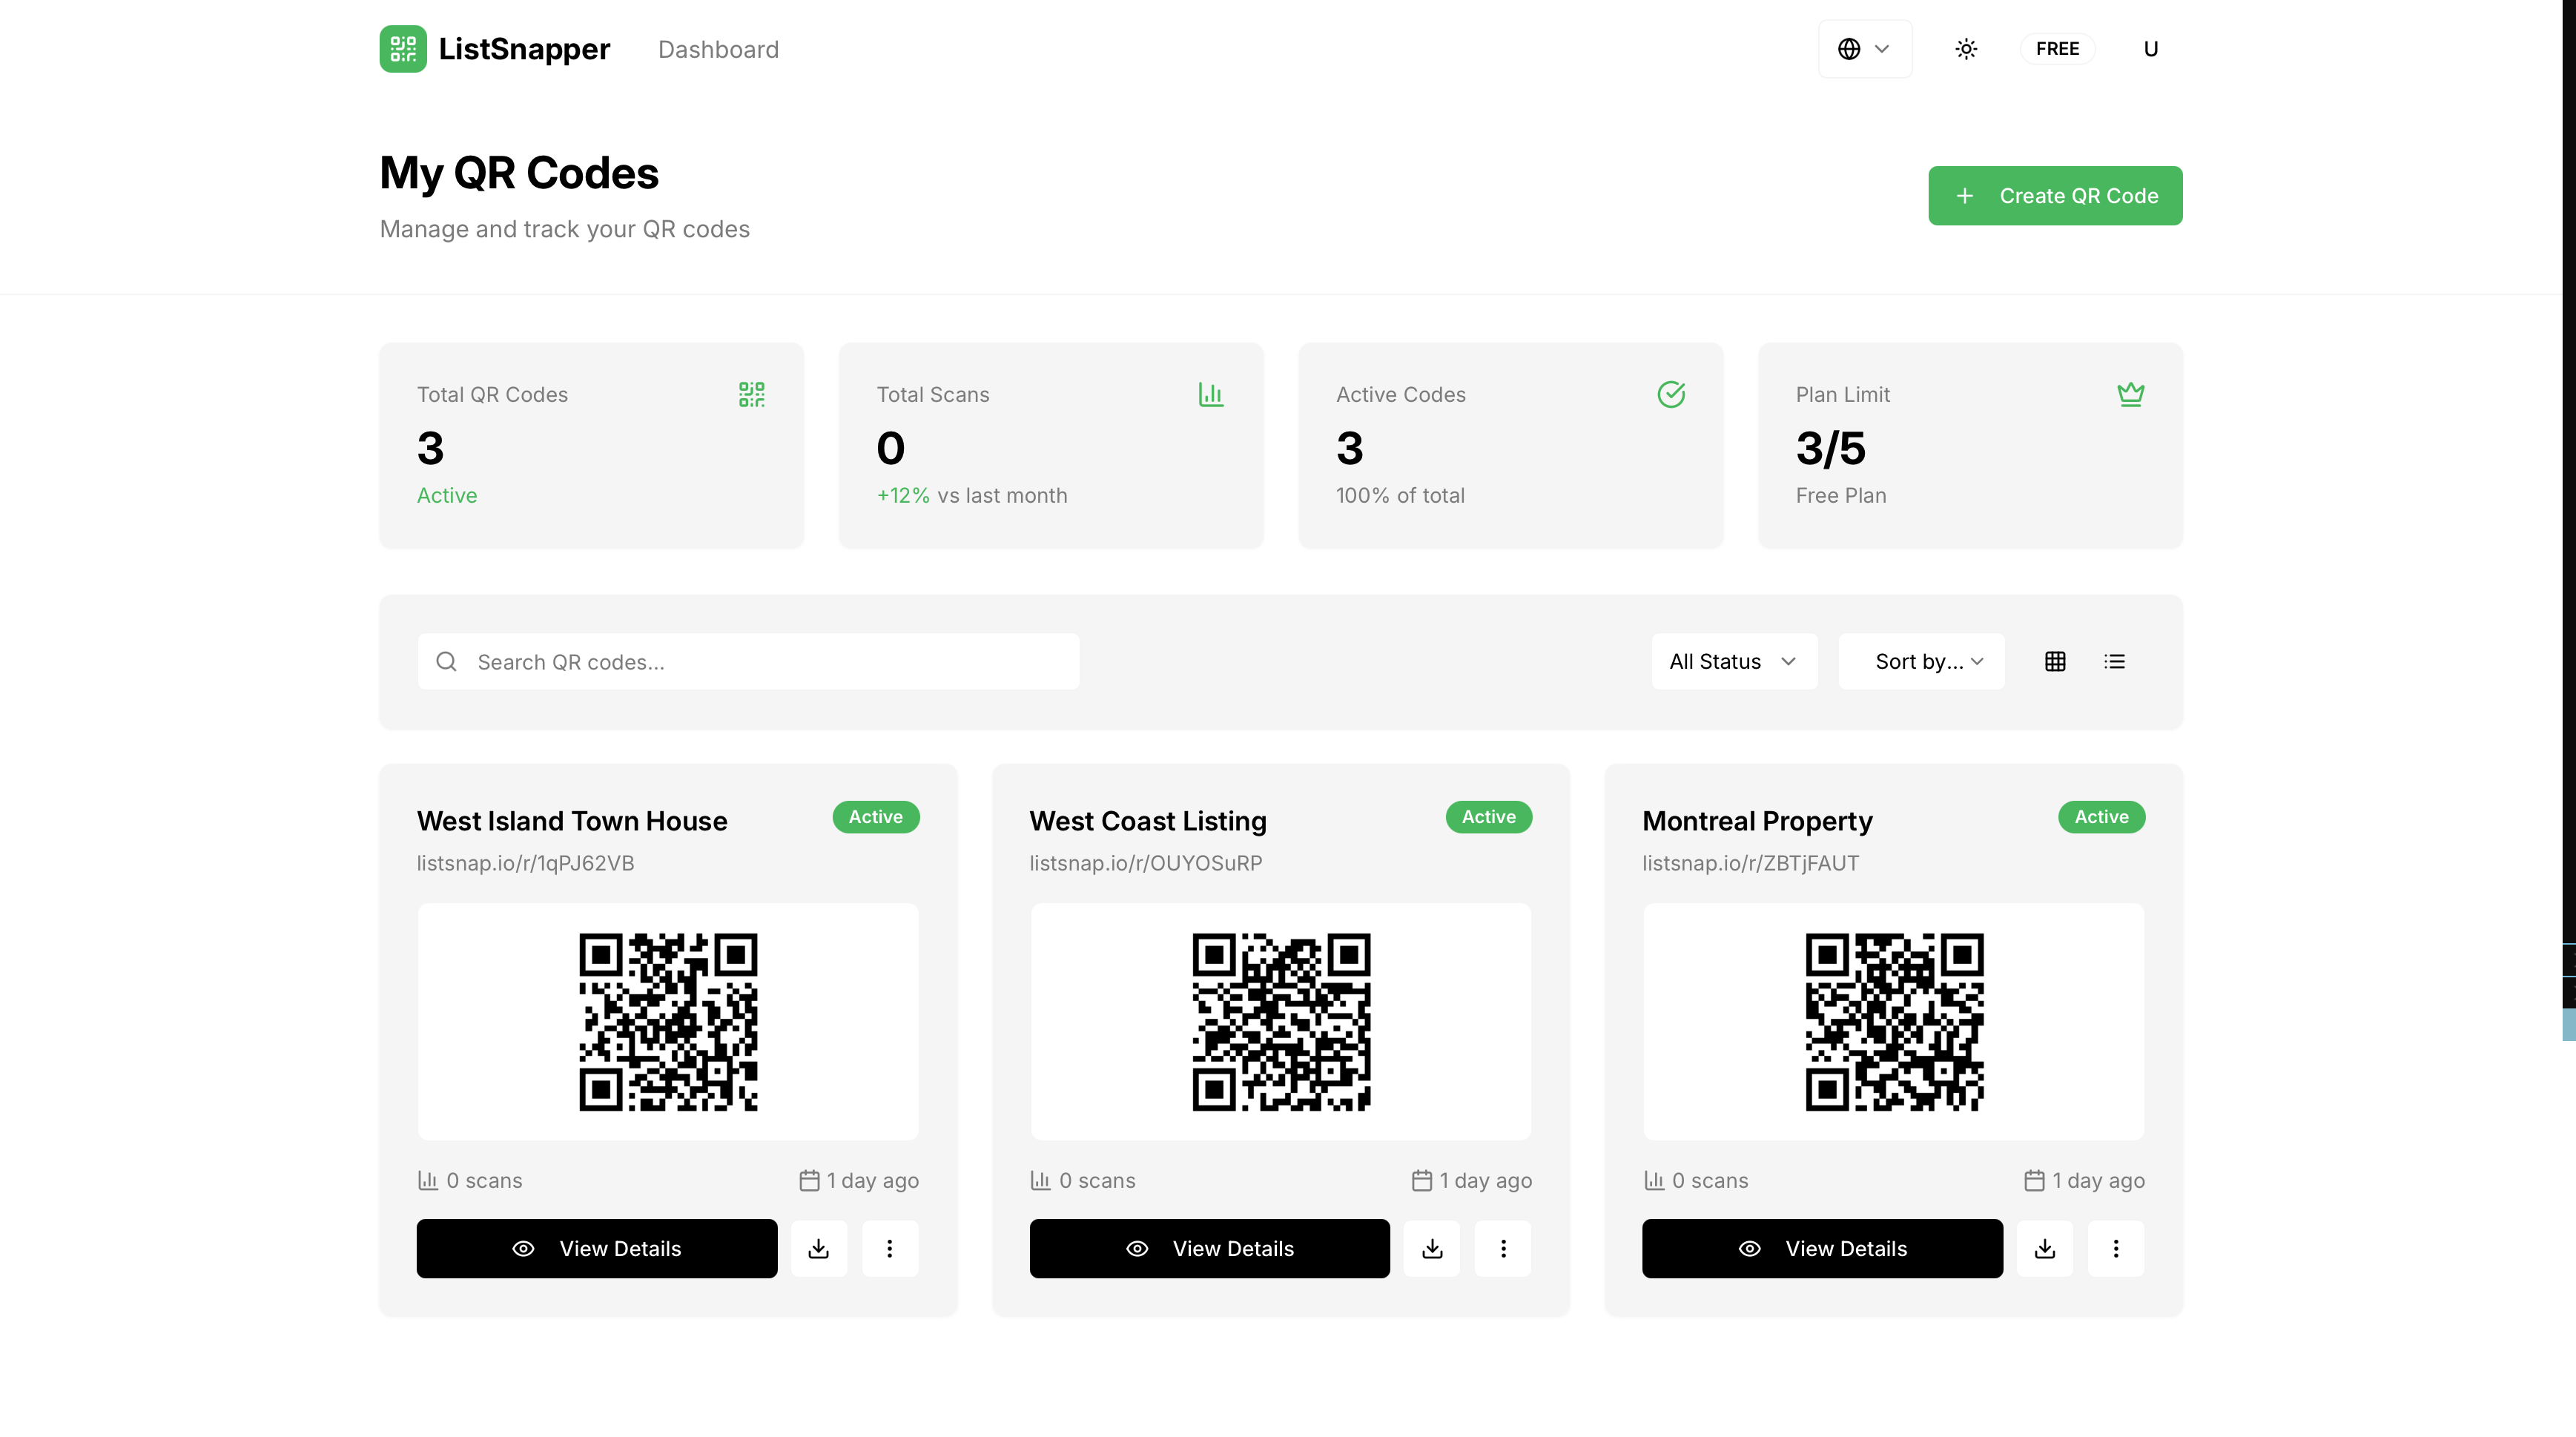 ListSnapper
Dashboard
FREE
U
My QR Codes
Manage and track your QR codes
Create QR Code
Total QR Codes
3
Active
Total Scans
0
+12% vs last month
Active Codes
3
100% of total
Plan Limit
3/5
Free Plan
Search QR codes...
All Status
Sort by...
West Island Town House
Active
listsnap.io/r/1qPJ62VB
0 scans
1 day ago
View Details
West Coast Listing
Active
listsnap.io/r/OUYOSuRP
0 scans
1 day ago
View Details
Montreal Property
Active
listsnap.io/r/ZBTjFAUT
0 scans
1 day ago
View Details